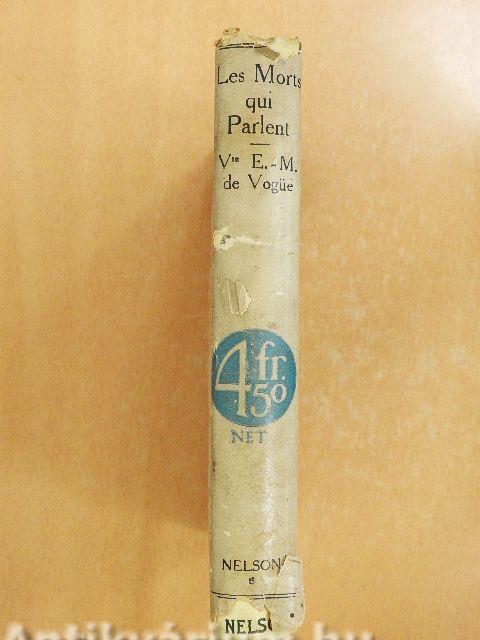 Les Morts
qui
Parlent
Vte E.-M.
de Vogüé
4 fr. 50
NET
NELSON
NELSO